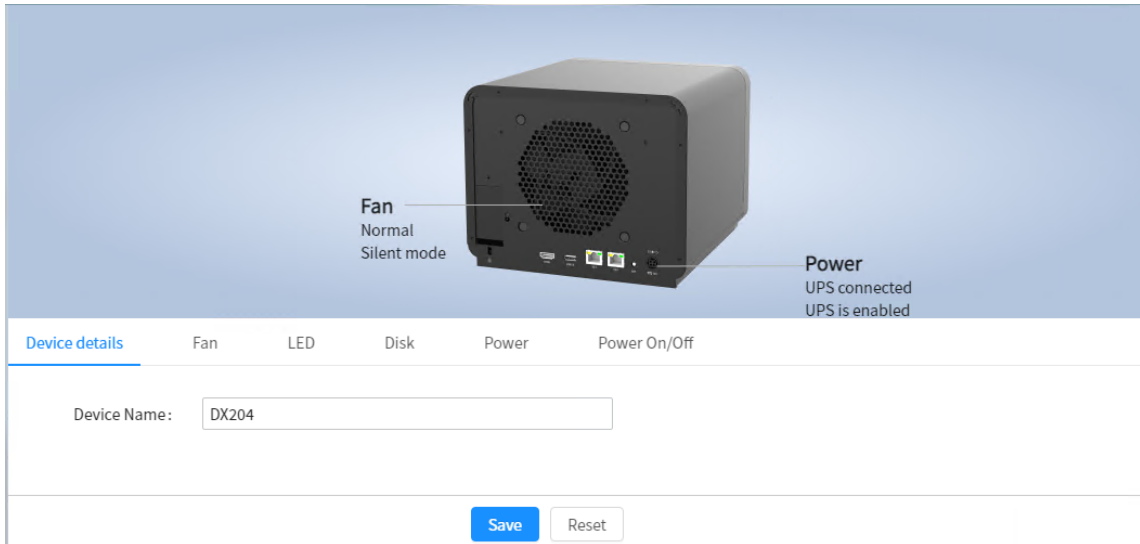 Fan
Normal
Silent mode
Power
UPS connected
UPS is enabled
Device details Fan LED Disk Power Power On/Off
Device Name: DX204
Save Reset